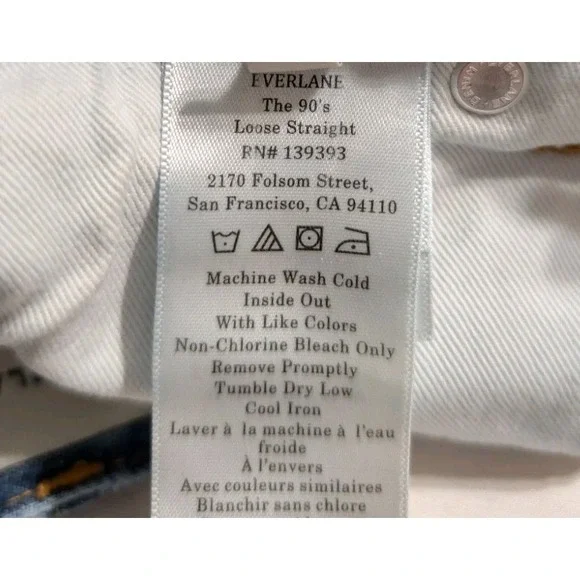 EVERLANE
The 90's
Loose Straight
RN# 139393
2170 Folsom Street,
San Francisco, CA 94110
Machine Wash Cold
Inside Out
With Like Colors
Non-Chlorine Bleach Only
Remove Promptly
Tumble Dry Low
Cool Iron
Laver à la machine à l'eau
froide
À l'envers
Avec couleurs similaires
Blanchir sans chlore